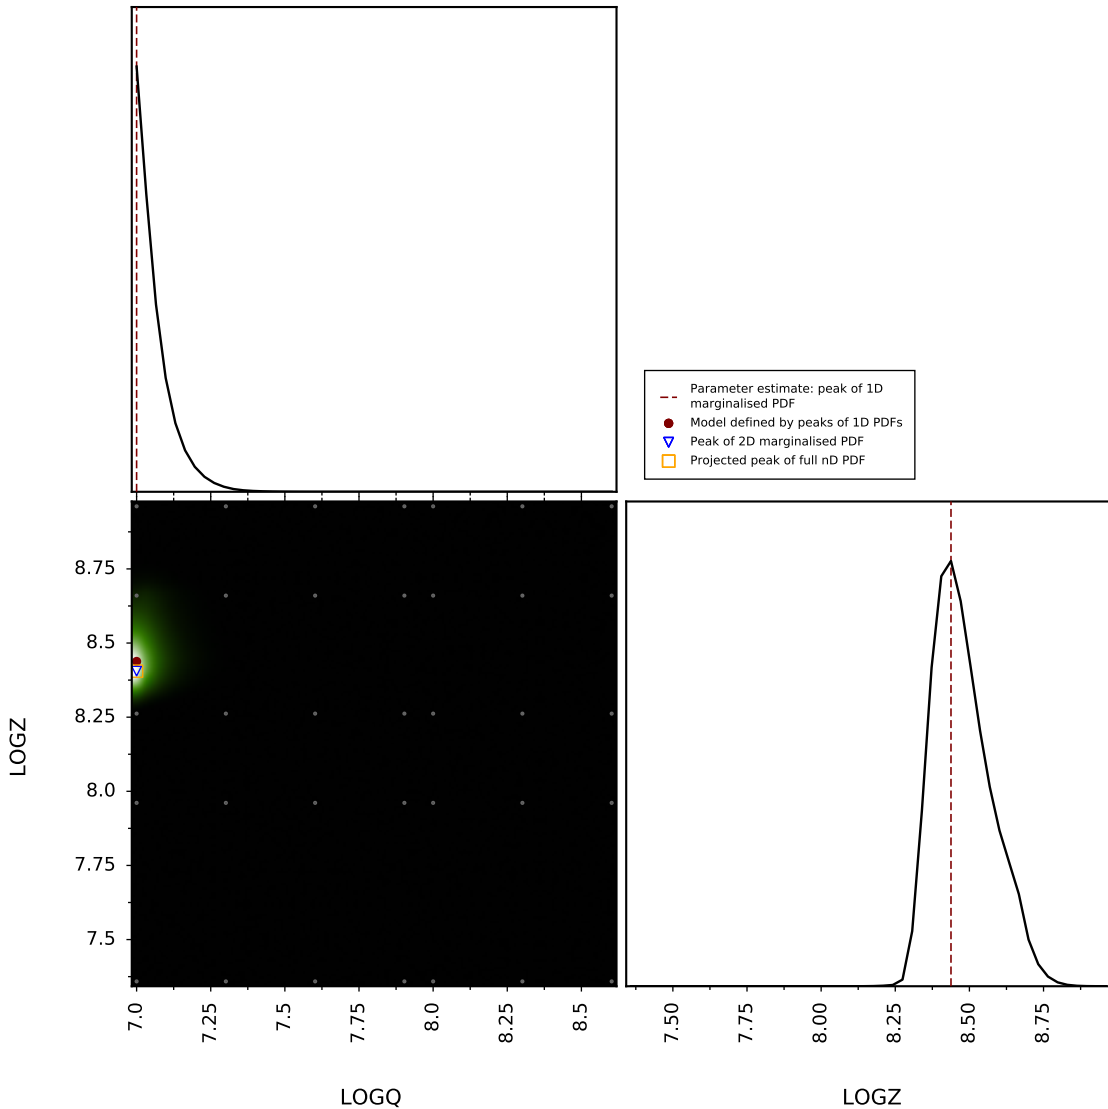 Parameter estimate: peak of 1D
marginalised PDF
Model defined by peaks of 1D PDFs
Peak of 2D marginalised PDF
Projected peak of full nD PDF
LOGZ
8.75
8.5
8.25
8.0
7.75
7.5
7.0 7.25 7.5 7.75 8.0 8.25 8.5
7.50 7.75 8.00 8.25 8.50 8.75
LOGQ
LOGZ